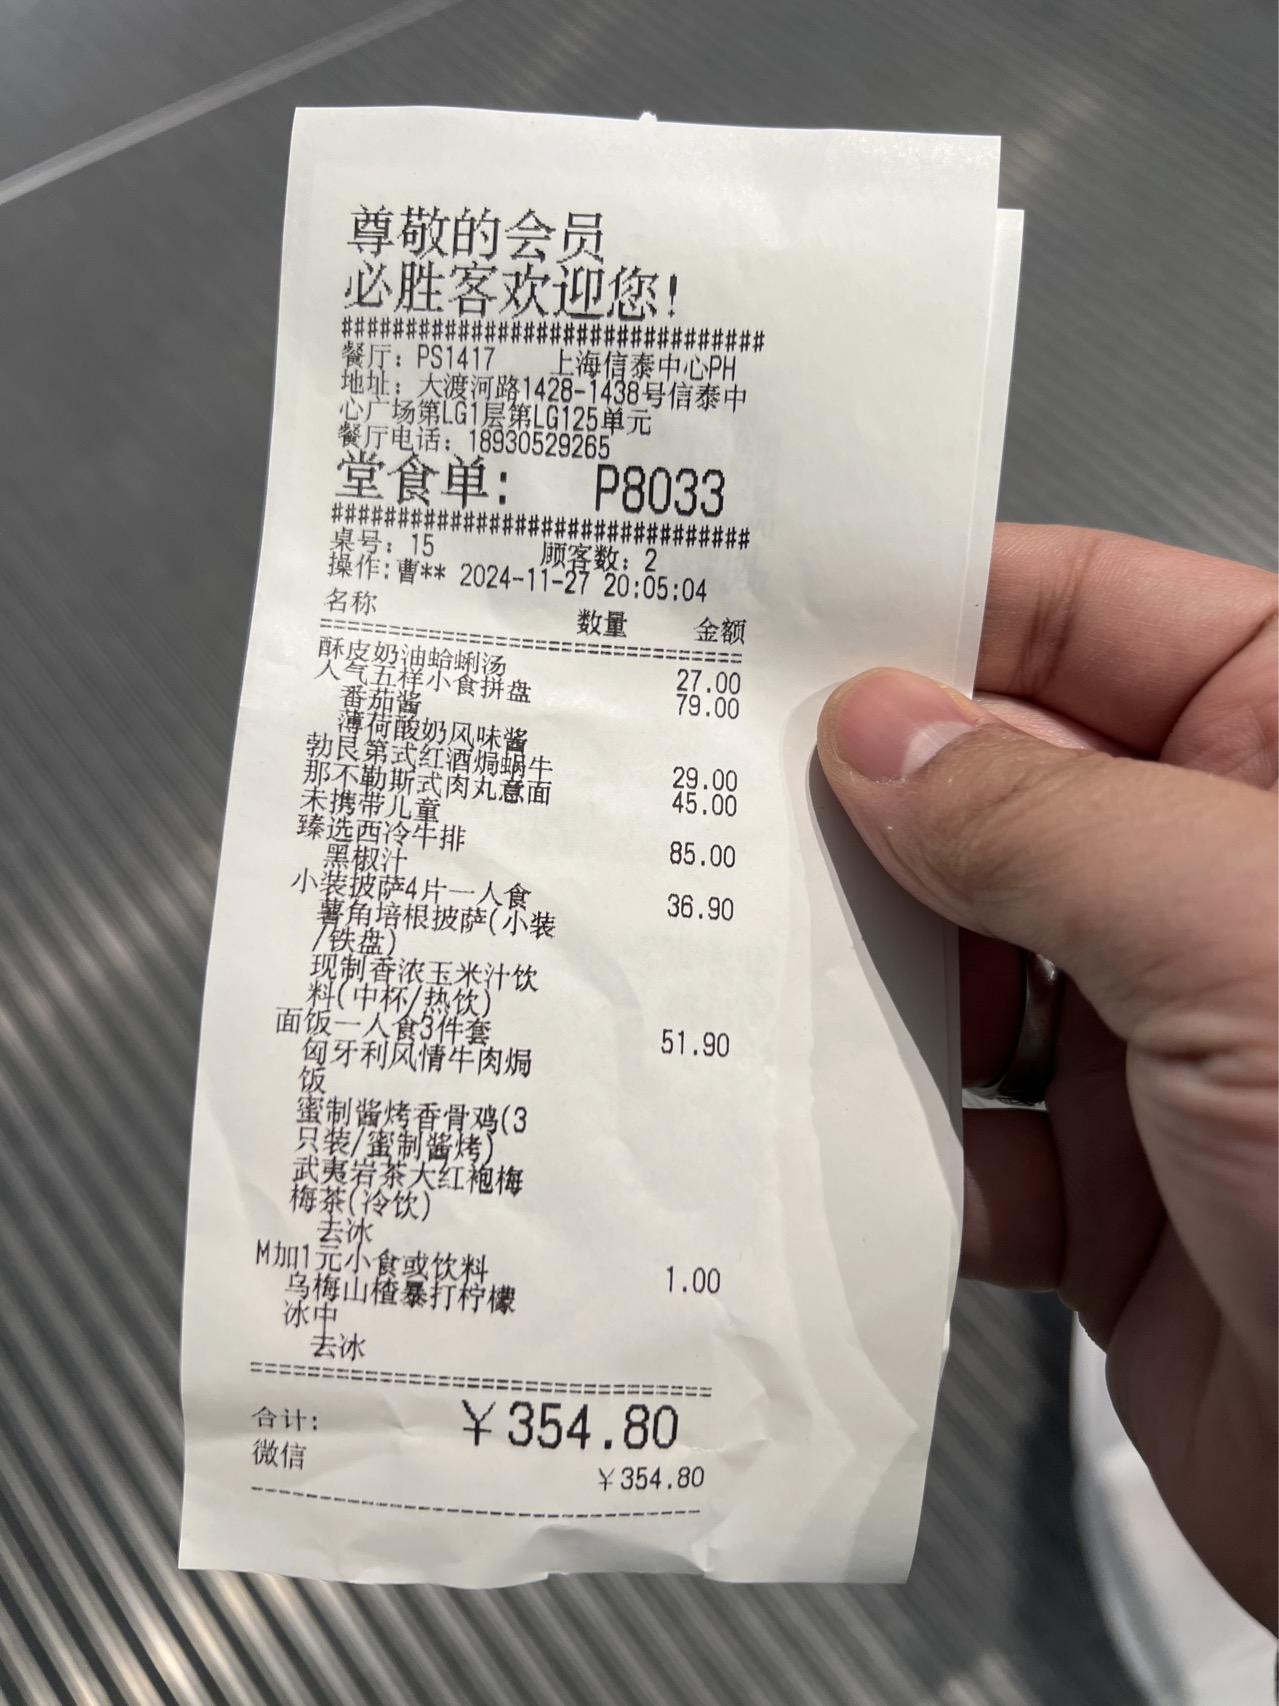 尊敬的会员
必胜客欢迎您!
################################
餐厅: PS1417 上海信泰中心PH
地址: 大渡河路1428-1438号信泰中
心广场第LG1层第LG125单元
餐厅电话: 18930529265
堂食单: P8033
################################
桌号: 15 顾客数: 2
操作:曹** 2024-11-27 20:05:04
名称 数量 金额
================================
酥皮奶油蛤蜊汤 27.00
人气五样小食拼盘 79.00
番茄酱
薄荷酸奶风味酱
勃艮第式红酒焗蜗牛 29.00
那不勒斯式肉丸意面 45.00
未携带儿童
臻选西冷牛排 85.00
黑椒汁
小装披萨4片一人食 36.90
薯角培根披萨(小装
/铁盘)
现制香浓玉米汁饮
料(中杯/热饮)
面饭一人食3件套 51.90
匈牙利风情牛肉焗
饭
蜜制酱烤香骨鸡(3
只装/蜜制酱烤)
武夷岩茶大红袍梅
梅茶(冷饮)
去冰
M加1元小食或饮料 1.00
乌梅山楂暴打柠檬
冰中
去冰
================================
合计: ￥354.80
微信 ￥354.80
--------------------------------